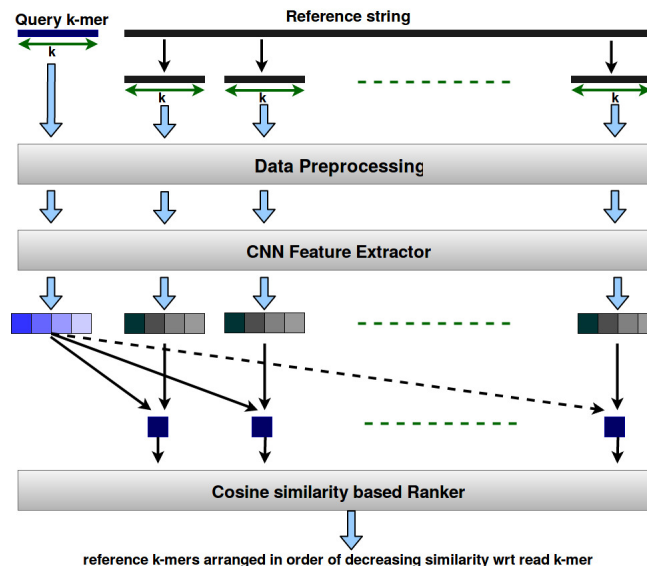 Query k-mer
Reference string
k
k
k
k
Data Preprocessing
CNN Feature Extractor
Cosine similarity based Ranker
reference k-mers arranged in order of decreasing similarity wrt read k-mer